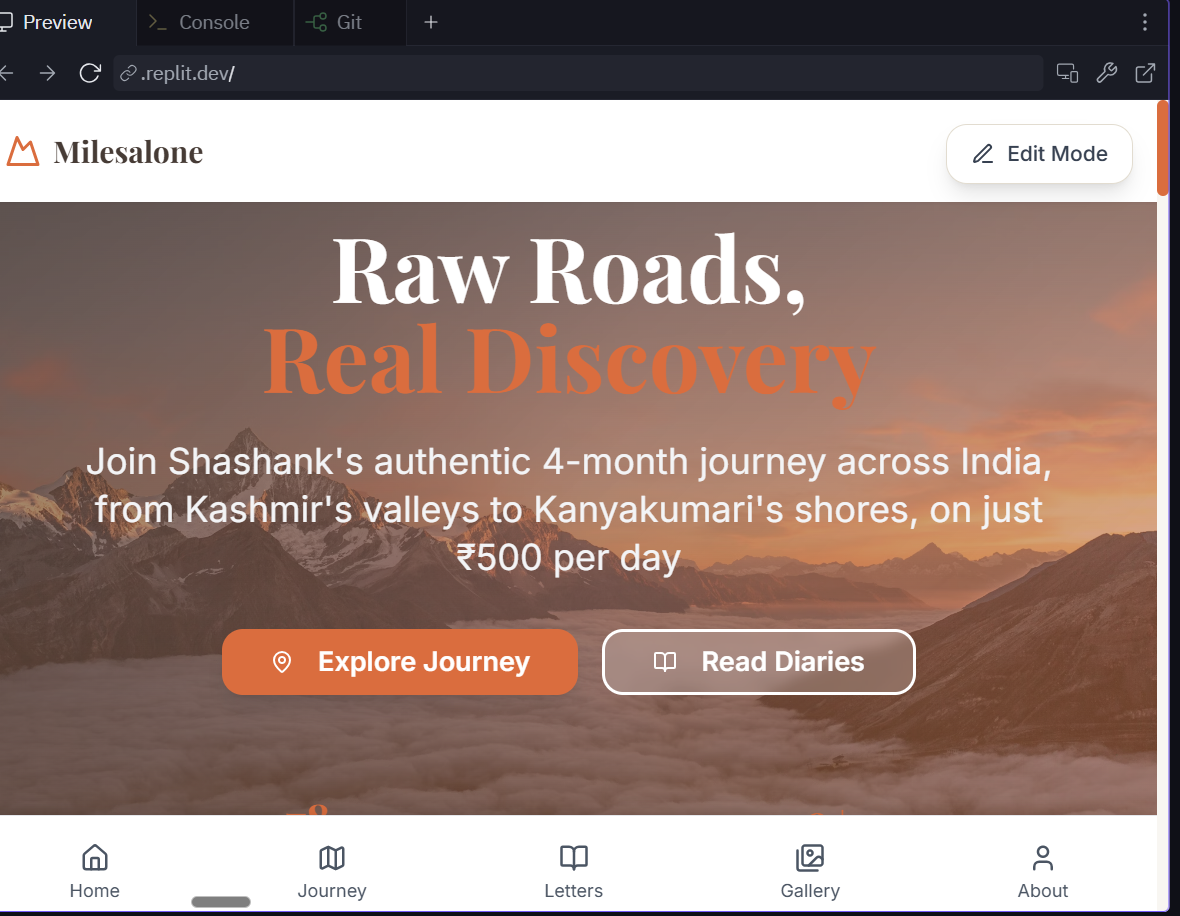 Preview
Console
Git
.replit.dev/
Milesalone
Edit Mode
Raw Roads,
Real Discovery
Join Shashank's authentic 4-month journey across India,
from Kashmir's valleys to Kanyakumari's shores, on just
₹500 per day
Explore Journey
Read Diaries
Home
Journey
Letters
Gallery
About